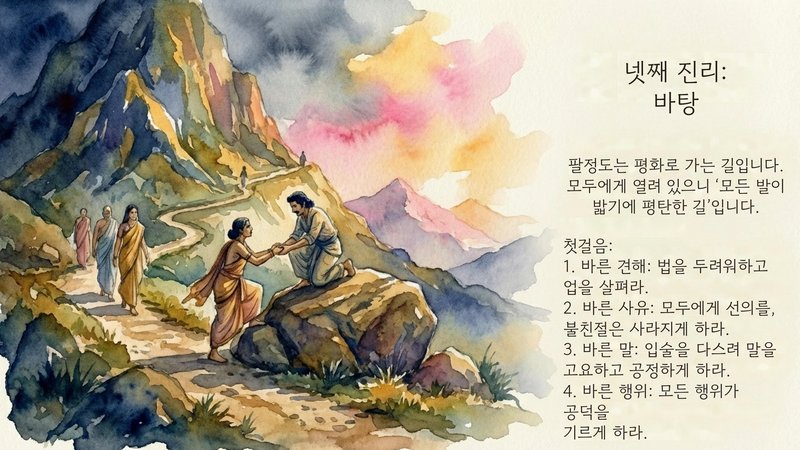 넷째 진리:
바탕
팔정도는 평화로 가는 길입니다.
모두에게 열려 있으니 ‘모든 발이
밟기에 평탄한 길’입니다.
첫걸음:
1. 바른 견해: 법을 두려워하고
업을 살펴라.
2. 바른 사유: 모두에게 선의를,
불친절은 사라지게 하라.
3. 바른 말: 입술을 다스려 말을
고요하고 공정하게 하라.
4. 바른 행위: 모든 행위가
공덕을
기르게 하라.